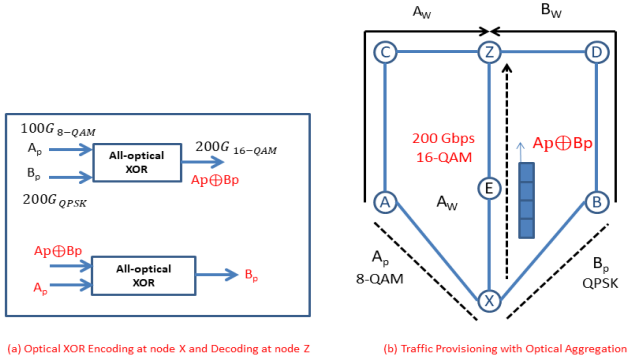 100G 8-QAM
Ap
Bp
200G QPSK
All-optical XOR
200G 16-QAM
Ap⊕Bp
Ap⊕Bp
Ap
All-optical XOR
Bp
(a) Optical XOR Encoding at node X and Decoding at node Z
AW
BW
C
Z
D
200 Gbps
16-QAM
Ap⊕Bp
E
A
AW
B
Ap
8-QAM
Bp
QPSK
X
(b) Traffic Provisioning with Optical Aggregation